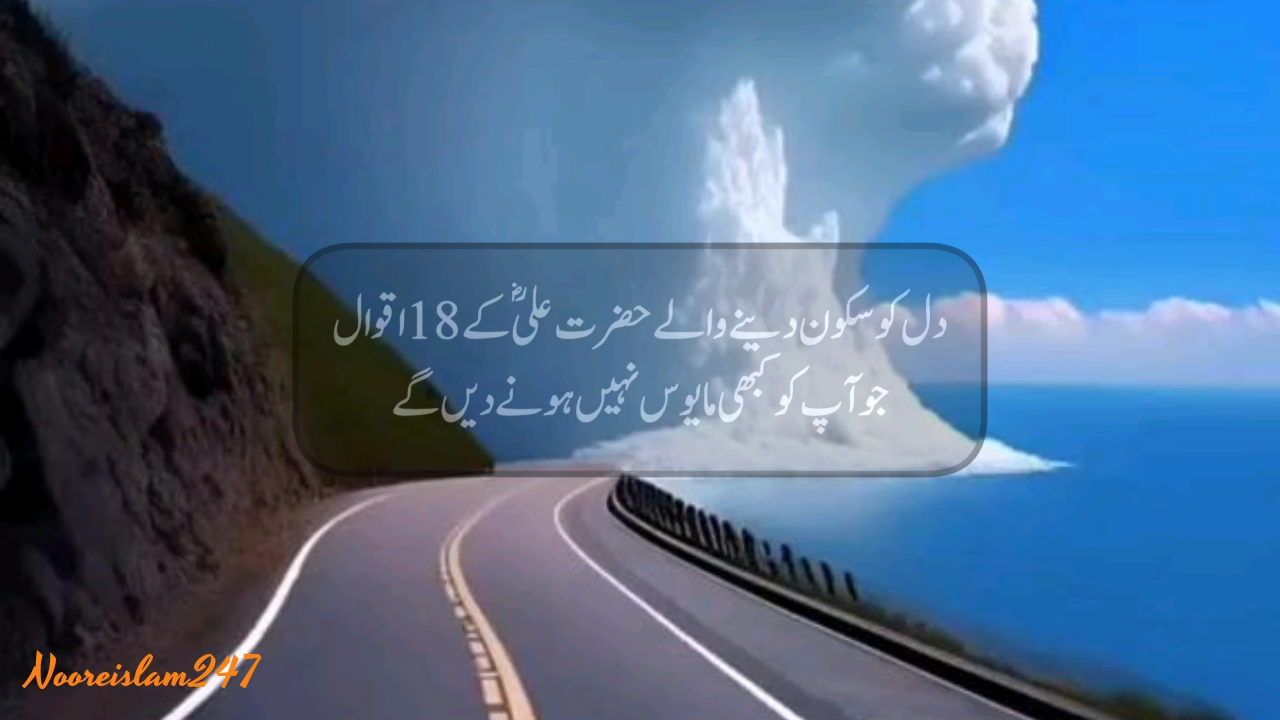 دل کو سکون دینے والے حضرت علیؓ کے 18 اقوال
جو آپ کو کبھی مایوس نہیں ہونے دیں گے
Nooreislam247